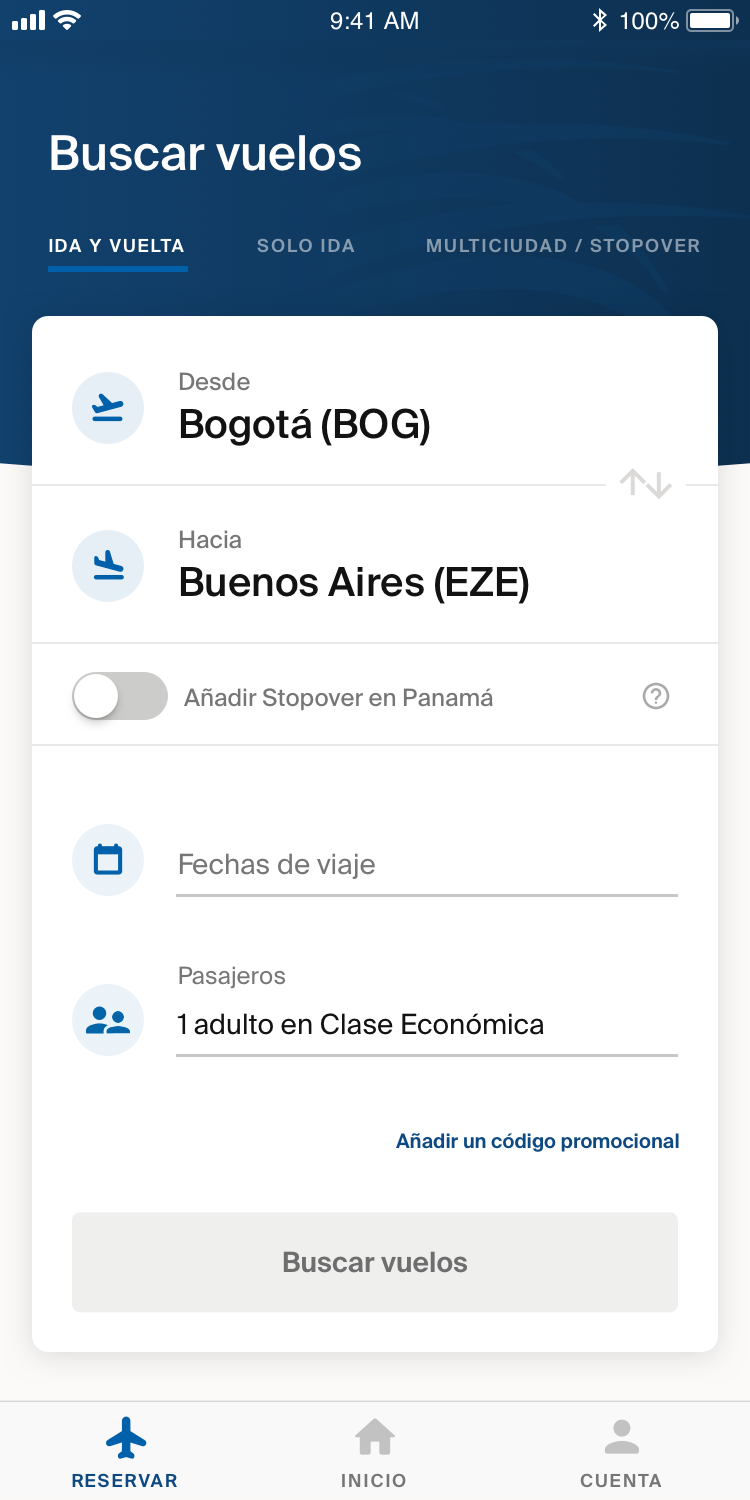 9:41 AM
100%
Buscar vuelos
IDA Y VUELTA
SOLO IDA
MULTICIUDAD / STOPOVER
Desde
Bogotá (BOG)
Hacia
Buenos Aires (EZE)
Añadir Stopover en Panamá
?
Fechas de viaje
Pasajeros
1 adulto en Clase Económica
Añadir un código promocional
Buscar vuelos
RESERVAR
INICIO
CUENTA